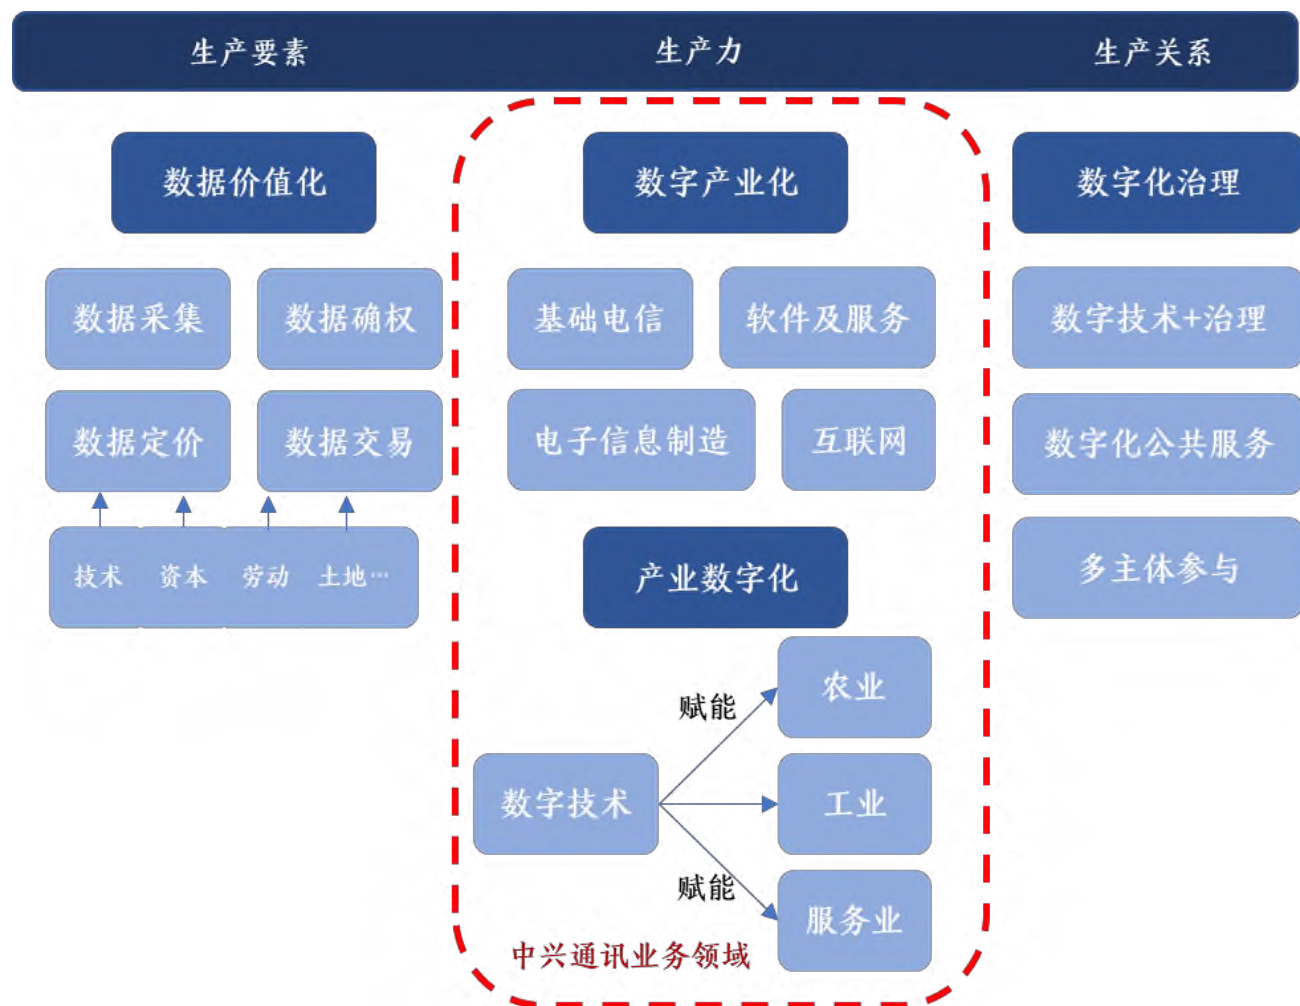 生产要素
生产力
生产关系
数据价值化
数字产业化
数字化治理
数据采集
数据确权
基础电信
软件及服务
数字技术+治理
数据定价
数据交易
电子信息制造
互联网
数字化公共服务
技术
资本
劳动
土地…
产业数字化
多主体参与
农业
赋能
数字技术
工业
赋能
服务业
中兴通讯业务领域